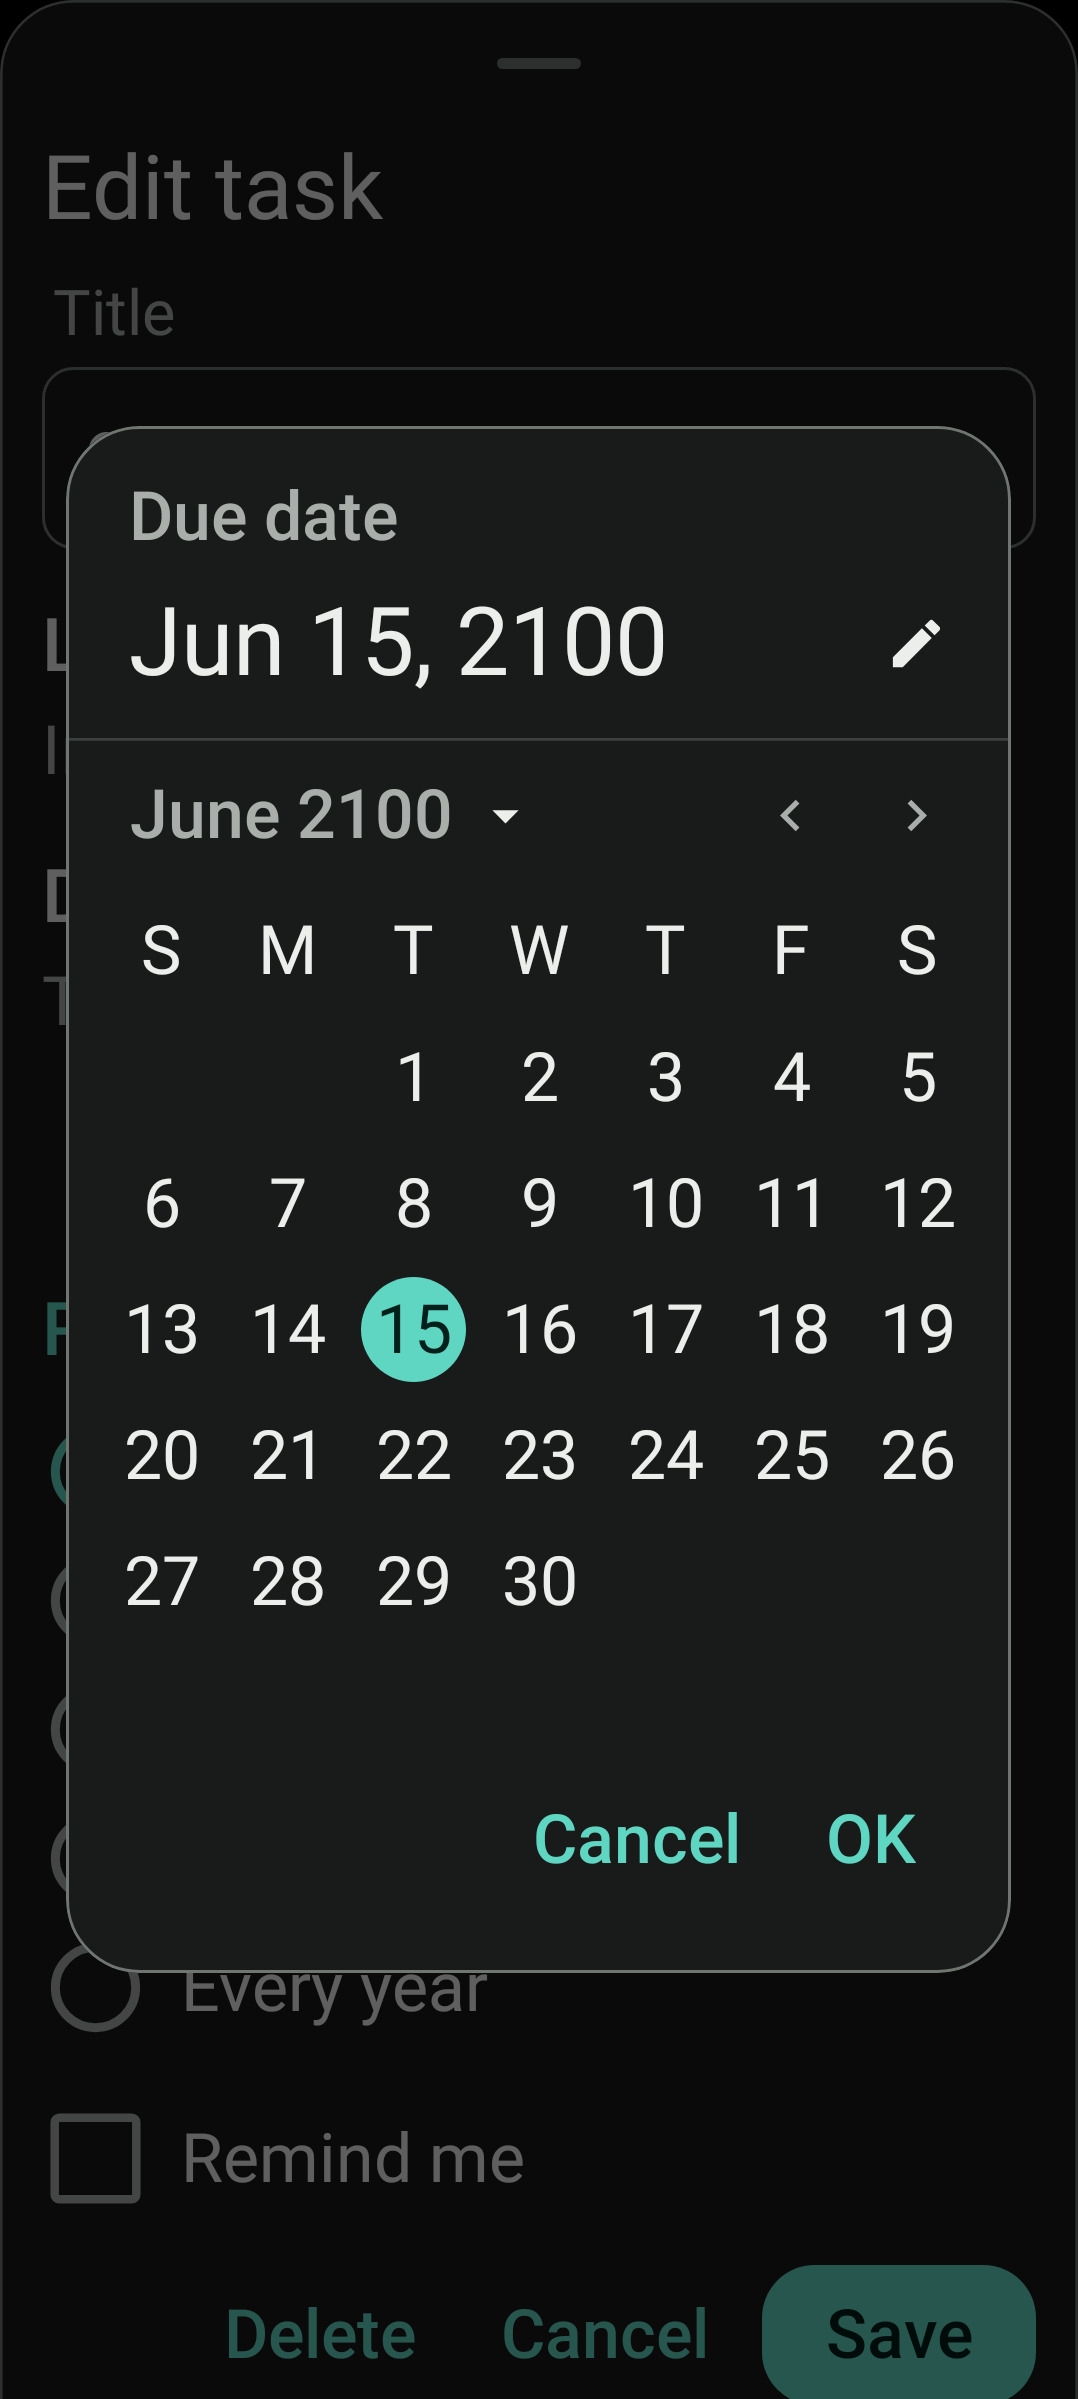 Edit task
Title
Due date
Jun 15, 2100
June 2100
S M T W T F S
1 2 3 4 5
6 7 8 9 10 11 12
13 14 15 16 17 18 19
20 21 22 23 24 25 26
27 28 29 30
Cancel OK
Every year
Remind me
Delete Cancel Save